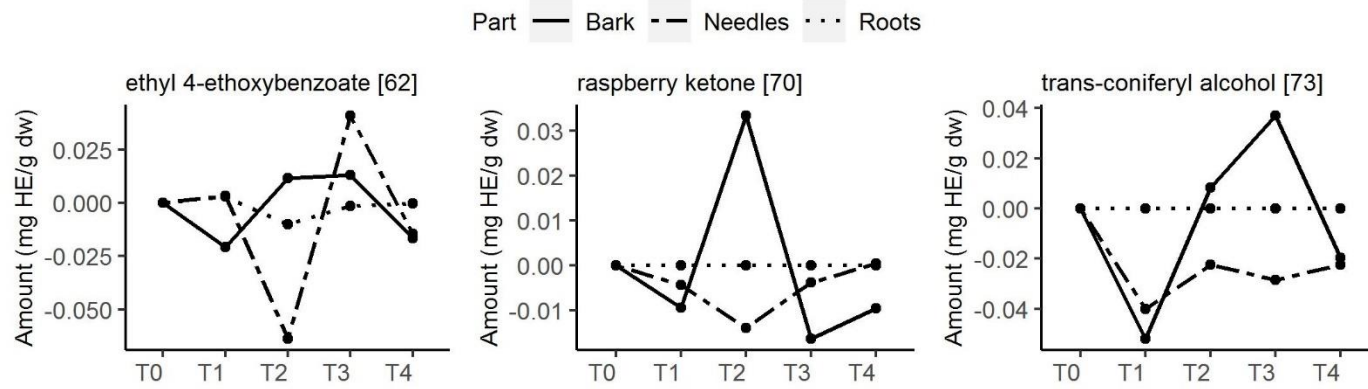 Part Bark Needles Roots
ethyl 4-ethoxybenzoate [62]
Amount (mg HE/g dw)
0.025
0.000
-0.025
-0.050
T0 T1 T2 T3 T4
raspberry ketone [70]
Amount (mg HE/g dw)
0.03
0.02
0.01
0.00
-0.01
T0 T1 T2 T3 T4
trans-coniferyl alcohol [73]
Amount (mg HE/g dw)
0.04
0.02
0.00
-0.02
-0.04
T0 T1 T2 T3 T4